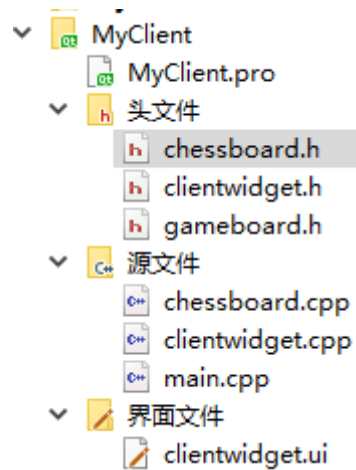 MyClient
MyClient.pro
头文件
chessboard.h
clientwidget.h
gameboard.h
源文件
chessboard.cpp
clientwidget.cpp
main.cpp
界面文件
clientwidget.ui